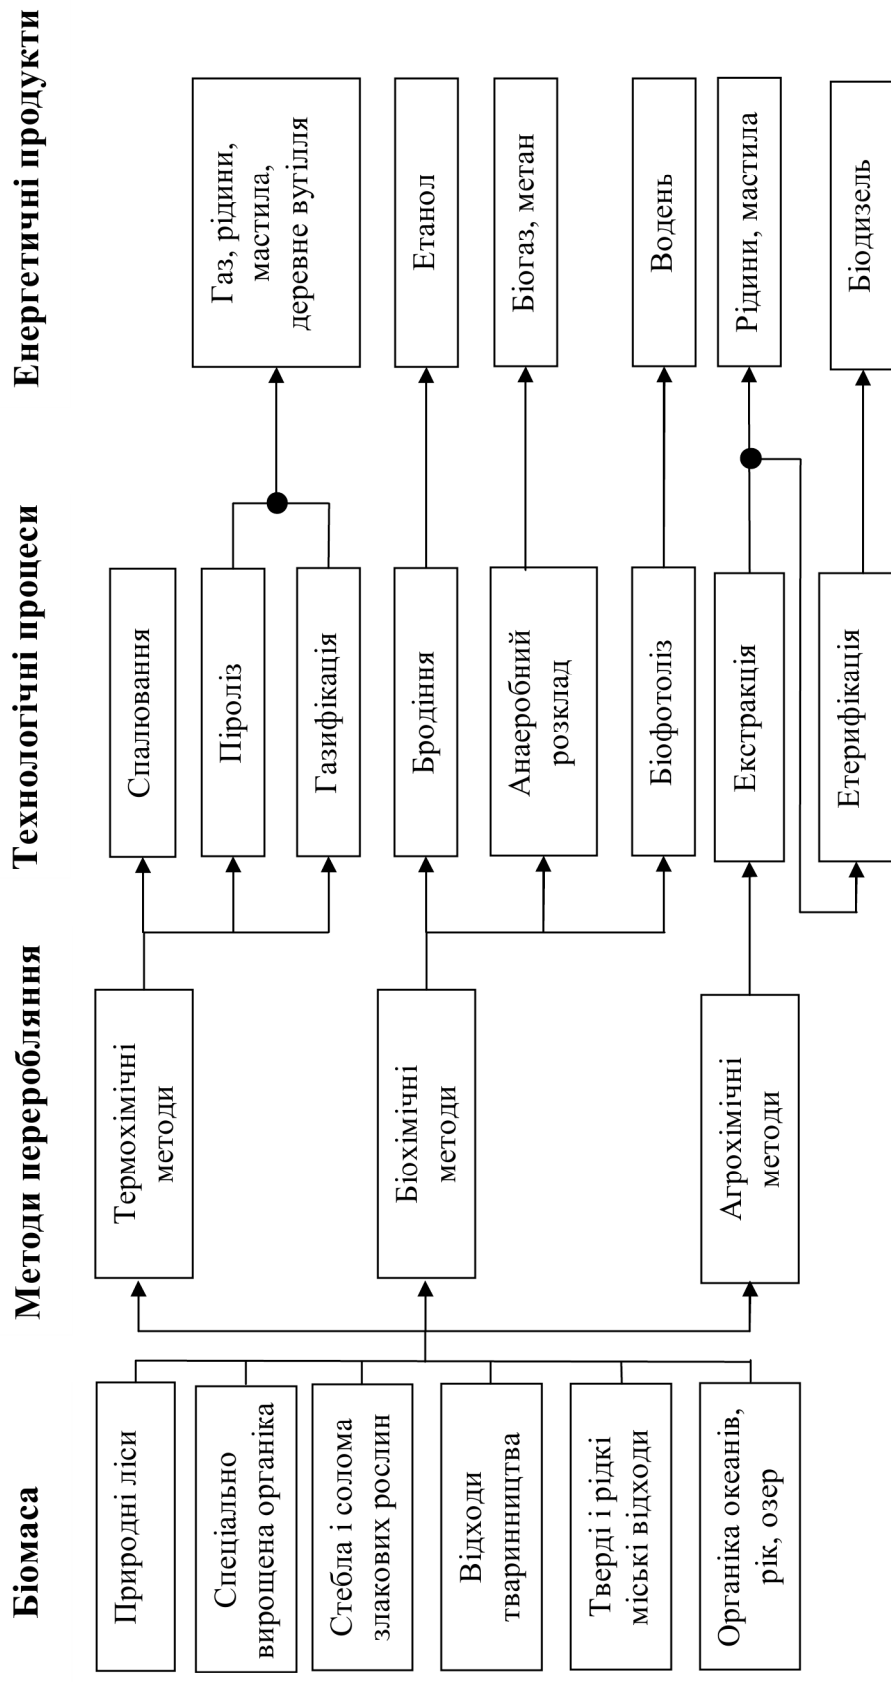 Біомаса
Методи перероблання
Технологічні процеси
Енергетичні продукти
Природні ліси
Спеціально
вирощена органіка
Стебла і солома
злакових рослин
Відходи
тваринництва
Тверді і рідкі
міські відходи
Органіка океанів,
рік, озер
Термохімічні
методи
Біохімічні
методи
Агрохімічні
методи
Спалювання
Піроліз
Газифікація
Бродіння
Анаеробний
розклад
Біофотоліз
Екстракція
Етерифікація
Газ, рідини,
мастила,
деревне вугілля
Етанол
Біогаз, метан
Водень
Рідини, мастила
Біодизель